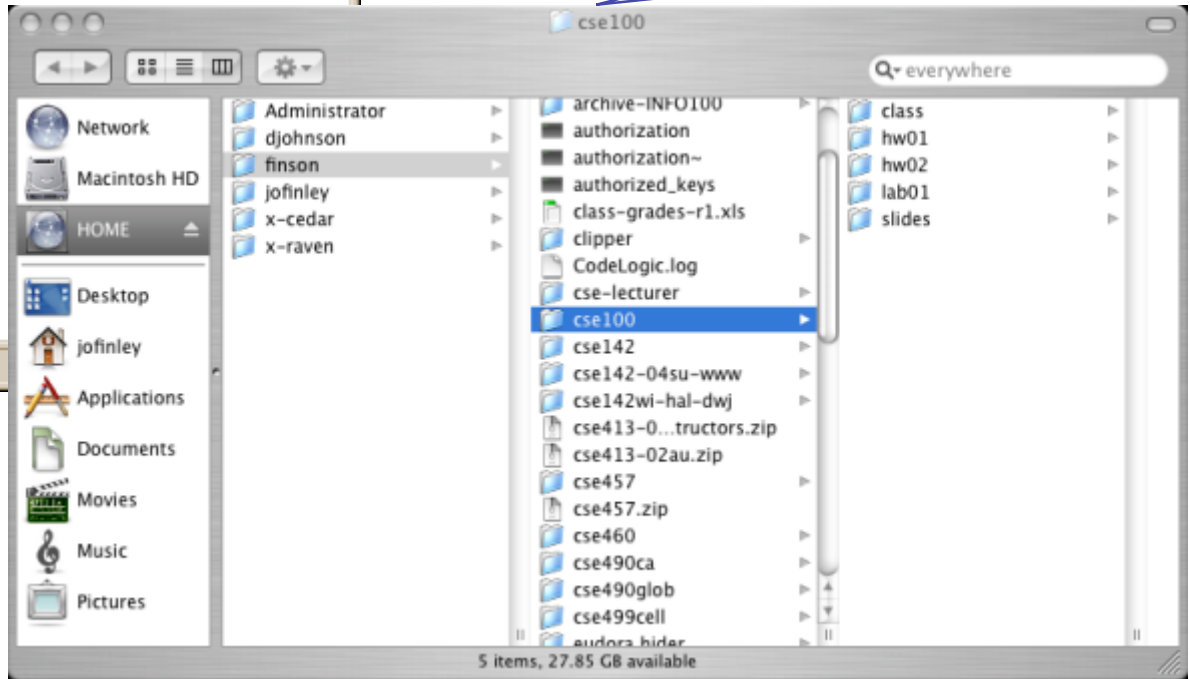 cse100
everywhere
Network
Macintosh HD
HOME
Desktop
jofinley
Applications
Documents
Movies
Music
Pictures
Administrator
djohnson
finson
jofinley
x-cedar
x-raven
archive-INFO100
authorization
authorization~
authorized_keys
class-grades-r1.xls
clipper
CodeLogic.log
cse-lecturer
cse100
cse142
cse142-04su-www
cse142wi-hal-dwj
cse413-0...tructors.zip
cse413-02au.zip
cse457
cse457.zip
cse460
cse490ca
cse490glob
cse499cell
eudora hider
class
hw01
hw02
lab01
slides
5 items, 27.85 GB available